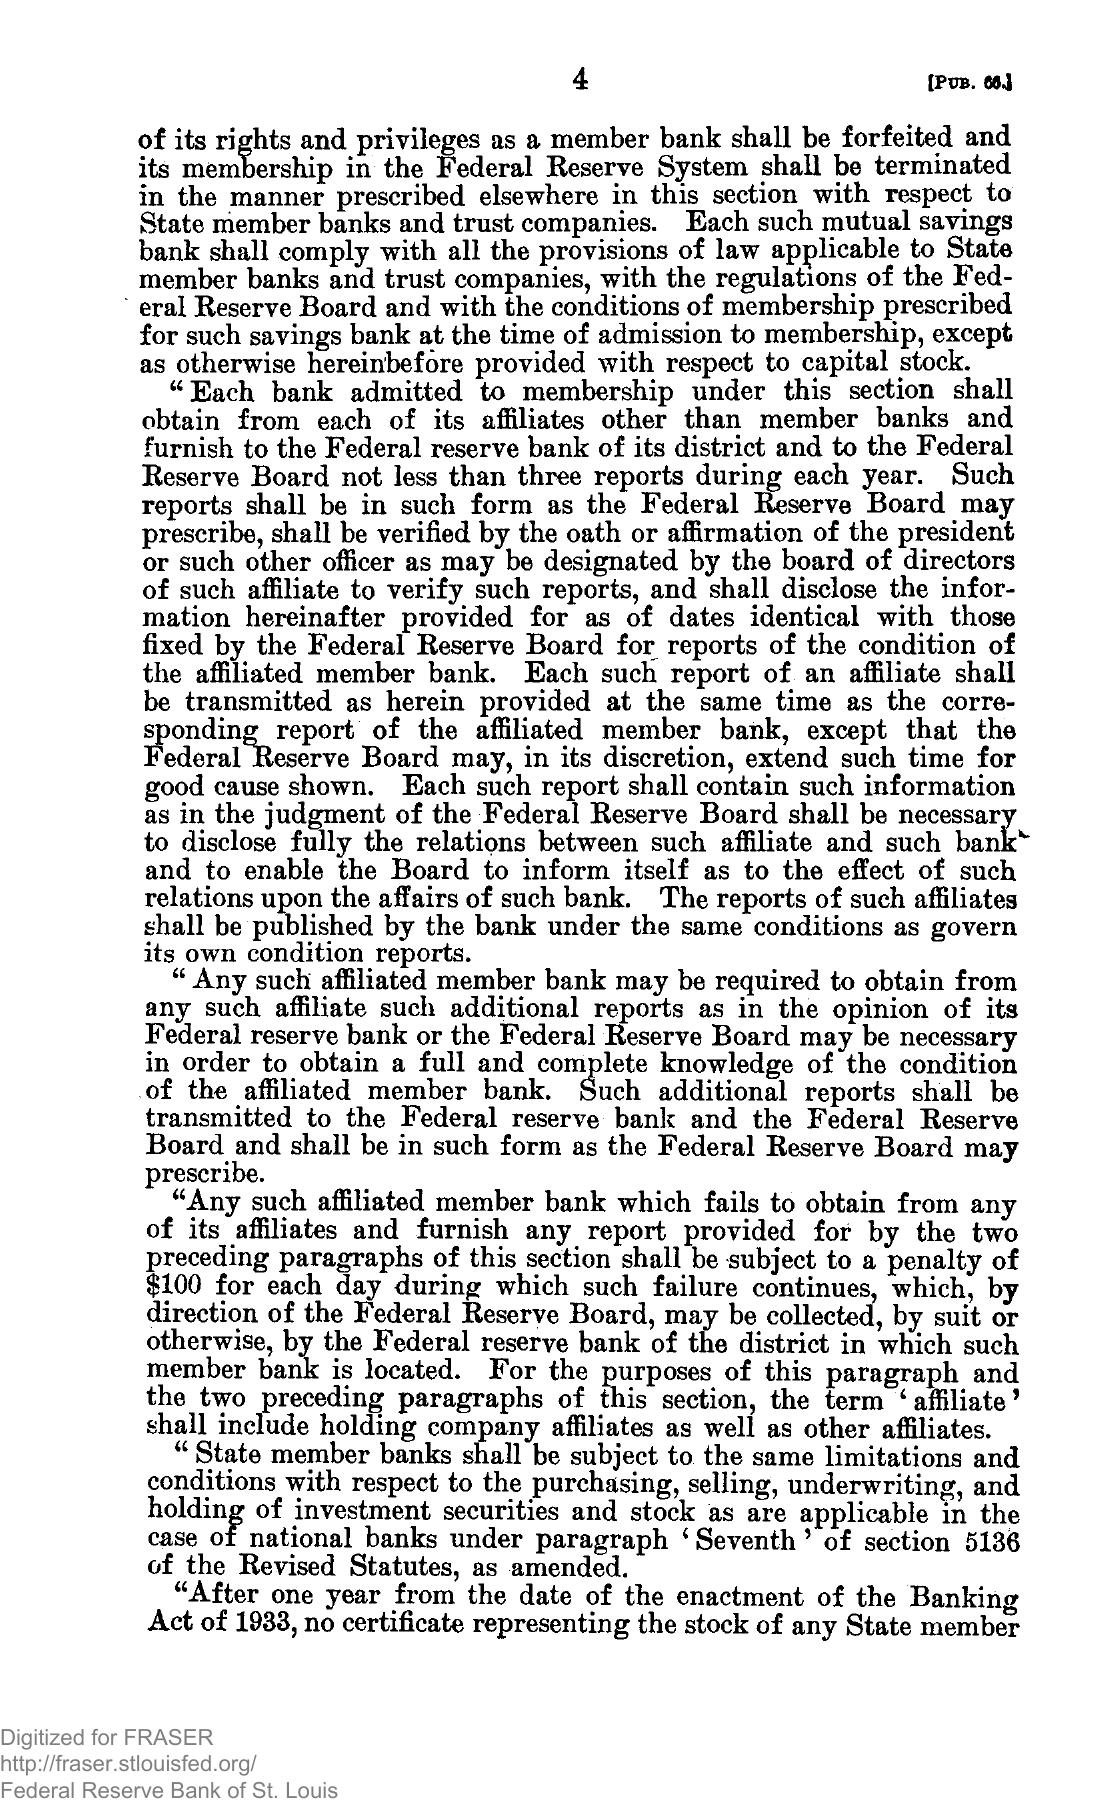 4 [PUB. 66.]
of its rights and privileges as a member bank shall be forfeited and
its membership in the Federal Reserve System shall be terminated
in the manner prescribed elsewhere in this section with respect to
State member banks and trust companies. Each such mutual savings
bank shall comply with all the provisions of law applicable to State
member banks and trust companies, with the regulations of the Fed-
eral Reserve Board and with the conditions of membership prescribed
for such savings bank at the time of admission to membership, except
as otherwise hereinbefore provided with respect to capital stock.
“Each bank admitted to membership under this section shall
obtain from each of its affiliates other than member banks and
furnish to the Federal reserve bank of its district and to the Federal
Reserve Board not less than three reports during each year. Such
reports shall be in such form as the Federal Reserve Board may
prescribe, shall be verified by the oath or affirmation of the president
or such other officer as may be designated by the board of directors
of such affiliate to verify such reports, and shall disclose the infor-
mation hereinafter provided for as of dates identical with those
fixed by the Federal Reserve Board for reports of the condition of
the affiliated member bank. Each such report of an affiliate shall
be transmitted as herein provided at the same time as the corre-
sponding report of the affiliated member bank, except that the
Federal Reserve Board may, in its discretion, extend such time for
good cause shown. Each such report shall contain such information
as in the judgment of the Federal Reserve Board shall be necessary
to disclose fully the relations between such affiliate and such bank
and to enable the Board to inform itself as to the effect of such
relations upon the affairs of such bank. The reports of such affiliates
shall be published by the bank under the same conditions as govern
its own condition reports.
“Any such affiliated member bank may be required to obtain from
any such affiliate such additional reports as in the opinion of its
Federal reserve bank or the Federal Reserve Board may be necessary
in order to obtain a full and complete knowledge of the condition
of the affiliated member bank. Such additional reports shall be
transmitted to the Federal reserve bank and the Federal Reserve
Board and shall be in such form as the Federal Reserve Board may
prescribe.
“Any such affiliated member bank which fails to obtain from any
of its affiliates and furnish any report provided for by the two
preceding paragraphs of this section shall be subject to a penalty of
$100 for each day during which such failure continues, which, by
direction of the Federal Reserve Board, may be collected, by suit or
otherwise, by the Federal reserve bank of the district in which such
member bank is located. For the purposes of this paragraph and
the two preceding paragraphs of this section, the term ‘affiliate’
shall include holding company affiliates as well as other affiliates.
“State member banks shall be subject to the same limitations and
conditions with respect to the purchasing, selling, underwriting, and
holding of investment securities and stock as are applicable in the
case of national banks under paragraph ‘Seventh’ of section 5136
of the Revised Statutes, as amended.
“After one year from the date of the enactment of the Banking
Act of 1933, no certificate representing the stock of any State member
Digitized for FRASER
http://fraser.stlouisfed.org/
Federal Reserve Bank of St. Louis